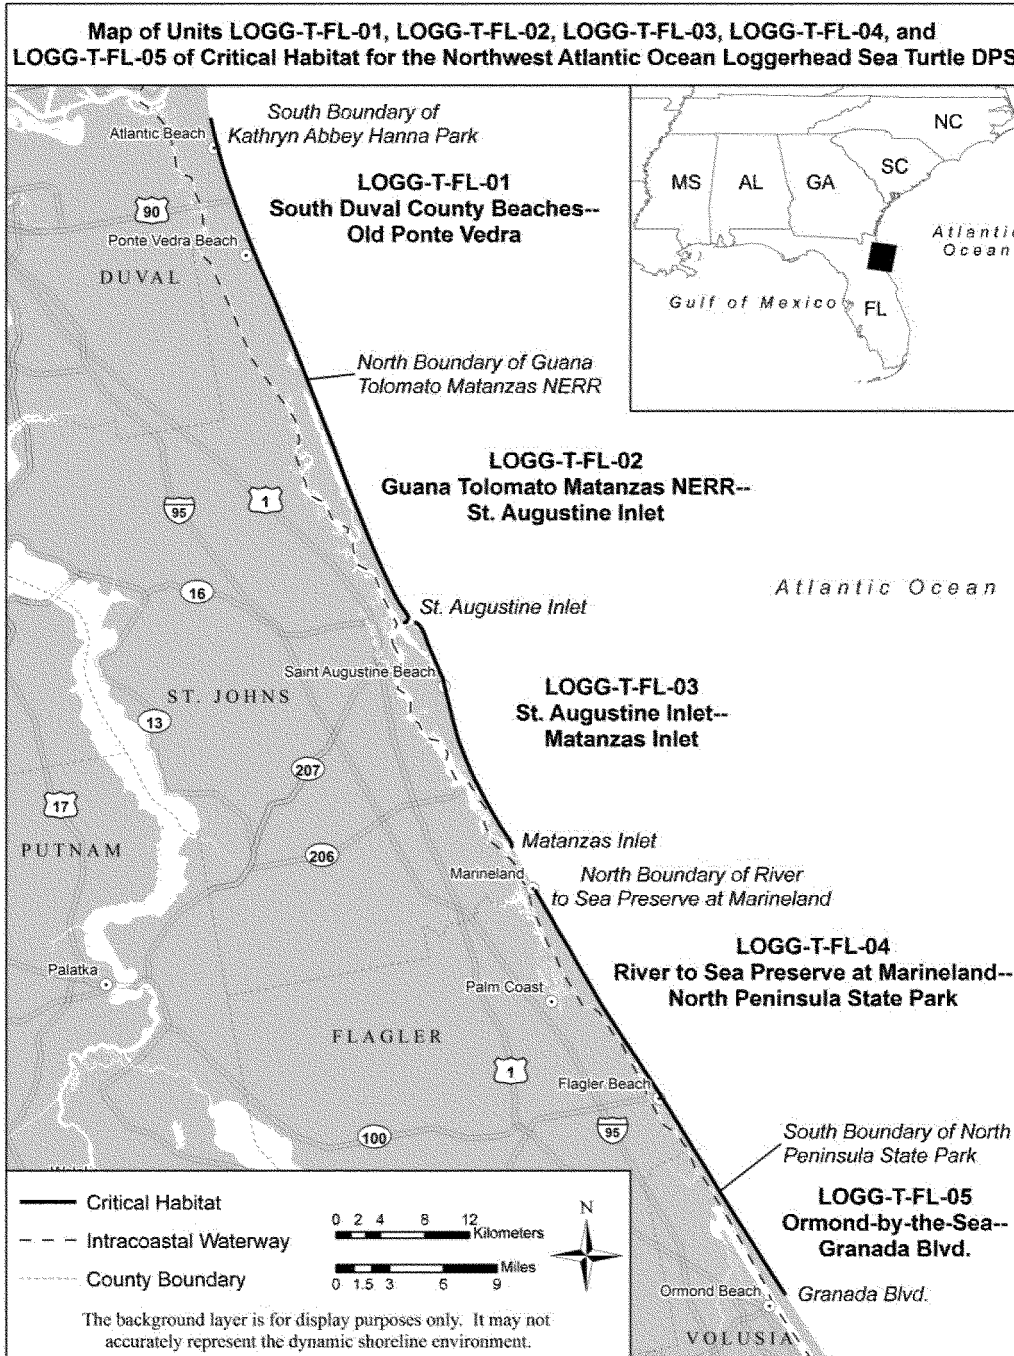 Map of Units LOGG-T-FL-01, LOGG-T-FL-02, LOGG-T-FL-03, LOGG-T-FL-04, and
LOGG-T-FL-05 of Critical Habitat for the Northwest Atlantic Ocean Loggerhead Sea Turtle DPS
South Boundary of
Kathryn Abbey Hanna Park
Atlantic Beach
LOGG-T-FL-01
South Duval County Beaches--
Old Ponte Vedra
90
Ponte Vedra Beach
DUVAL
NC
SC
MS
AL
GA
Atlantic
Ocean
Gulf of Mexico
FL
North Boundary of Guana
Tolomato Matanzas NERR
LOGG-T-FL-02
Guana Tolomato Matanzas NERR--
St. Augustine Inlet
95
1
16
Atlantic Ocean
St. Augustine Inlet
Saint Augustine Beach
ST. JOHNS
13
LOGG-T-FL-03
St. Augustine Inlet--
Matanzas Inlet
207
17
PUTNAM
206
Matanzas Inlet
Marineland
North Boundary of River
to Sea Preserve at Marineland
LOGG-T-FL-04
River to Sea Preserve at Marineland--
North Peninsula State Park
Palatka
Palm Coast
FLAGLER
1
Flagler Beach
95
100
South Boundary of North
Peninsula State Park
LOGG-T-FL-05
Ormond-by-the-Sea--
Granada Blvd.
Granada Blvd.
Ormond Beach
VOLUSIA
Critical Habitat
Intracoastal Waterway
County Boundary
0 2 4 8 12
Kilometers
Miles
0 1.5 3 6 9
N
The background layer is for display purposes only. It may not
accurately represent the dynamic shoreline environment.